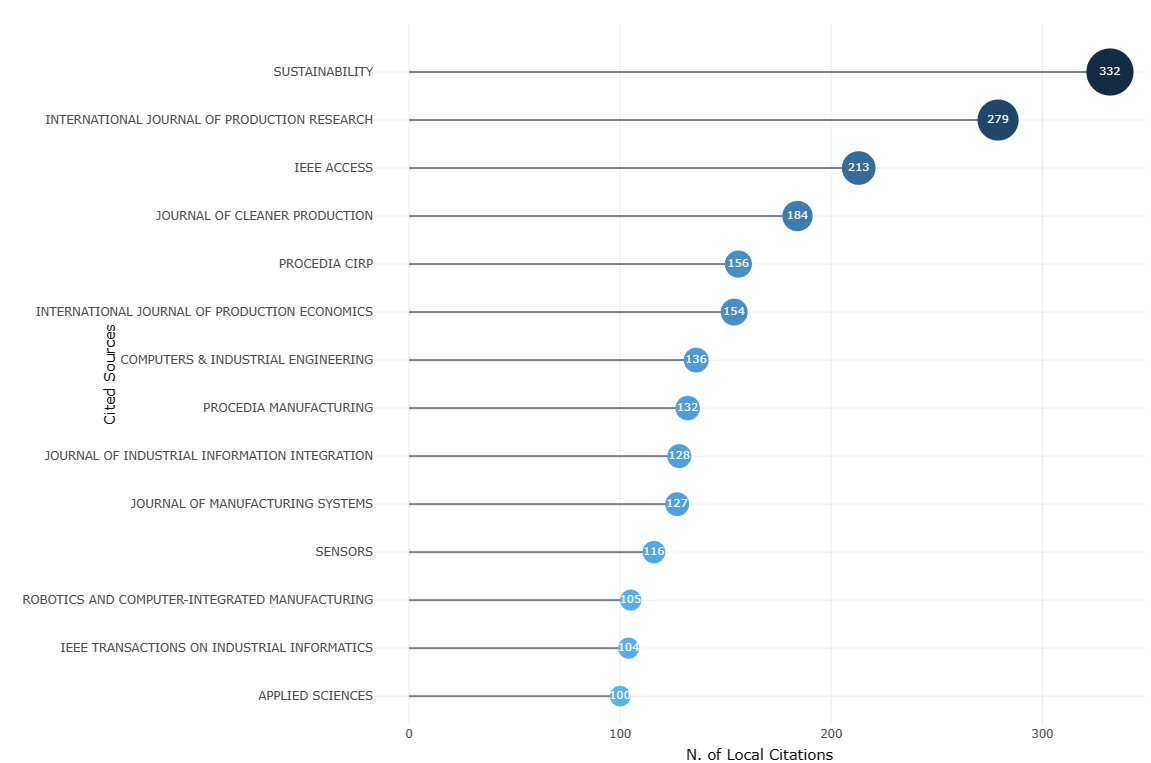 SUSTAINABILITY 332
INTERNATIONAL JOURNAL OF PRODUCTION RESEARCH 279
IEEE ACCESS 213
JOURNAL OF CLEANER PRODUCTION 184
PROCEDIA CIRP 156
INTERNATIONAL JOURNAL OF PRODUCTION ECONOMICS 154
Cited Sources
COMPUTERS & INDUSTRIAL ENGINEERING 136
PROCEDIA MANUFACTURING 132
JOURNAL OF INDUSTRIAL INFORMATION INTEGRATION 128
JOURNAL OF MANUFACTURING SYSTEMS 127
SENSORS 116
ROBOTICS AND COMPUTER-INTEGRATED MANUFACTURING 105
IEEE TRANSACTIONS ON INDUSTRIAL INFORMATICS 104
APPLIED SCIENCES 100
0 100 200 300
N. of Local Citations